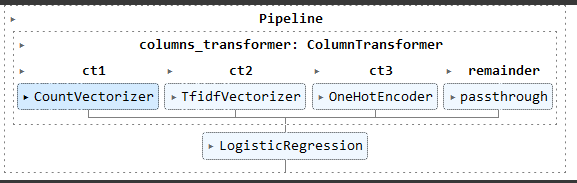 Pipeline
columns_transformer: ColumnTransformer
ct1 ct2 ct3 remainder
CountVectorizer TfidfVectorizer OneHotEncoder passthrough
LogisticRegression